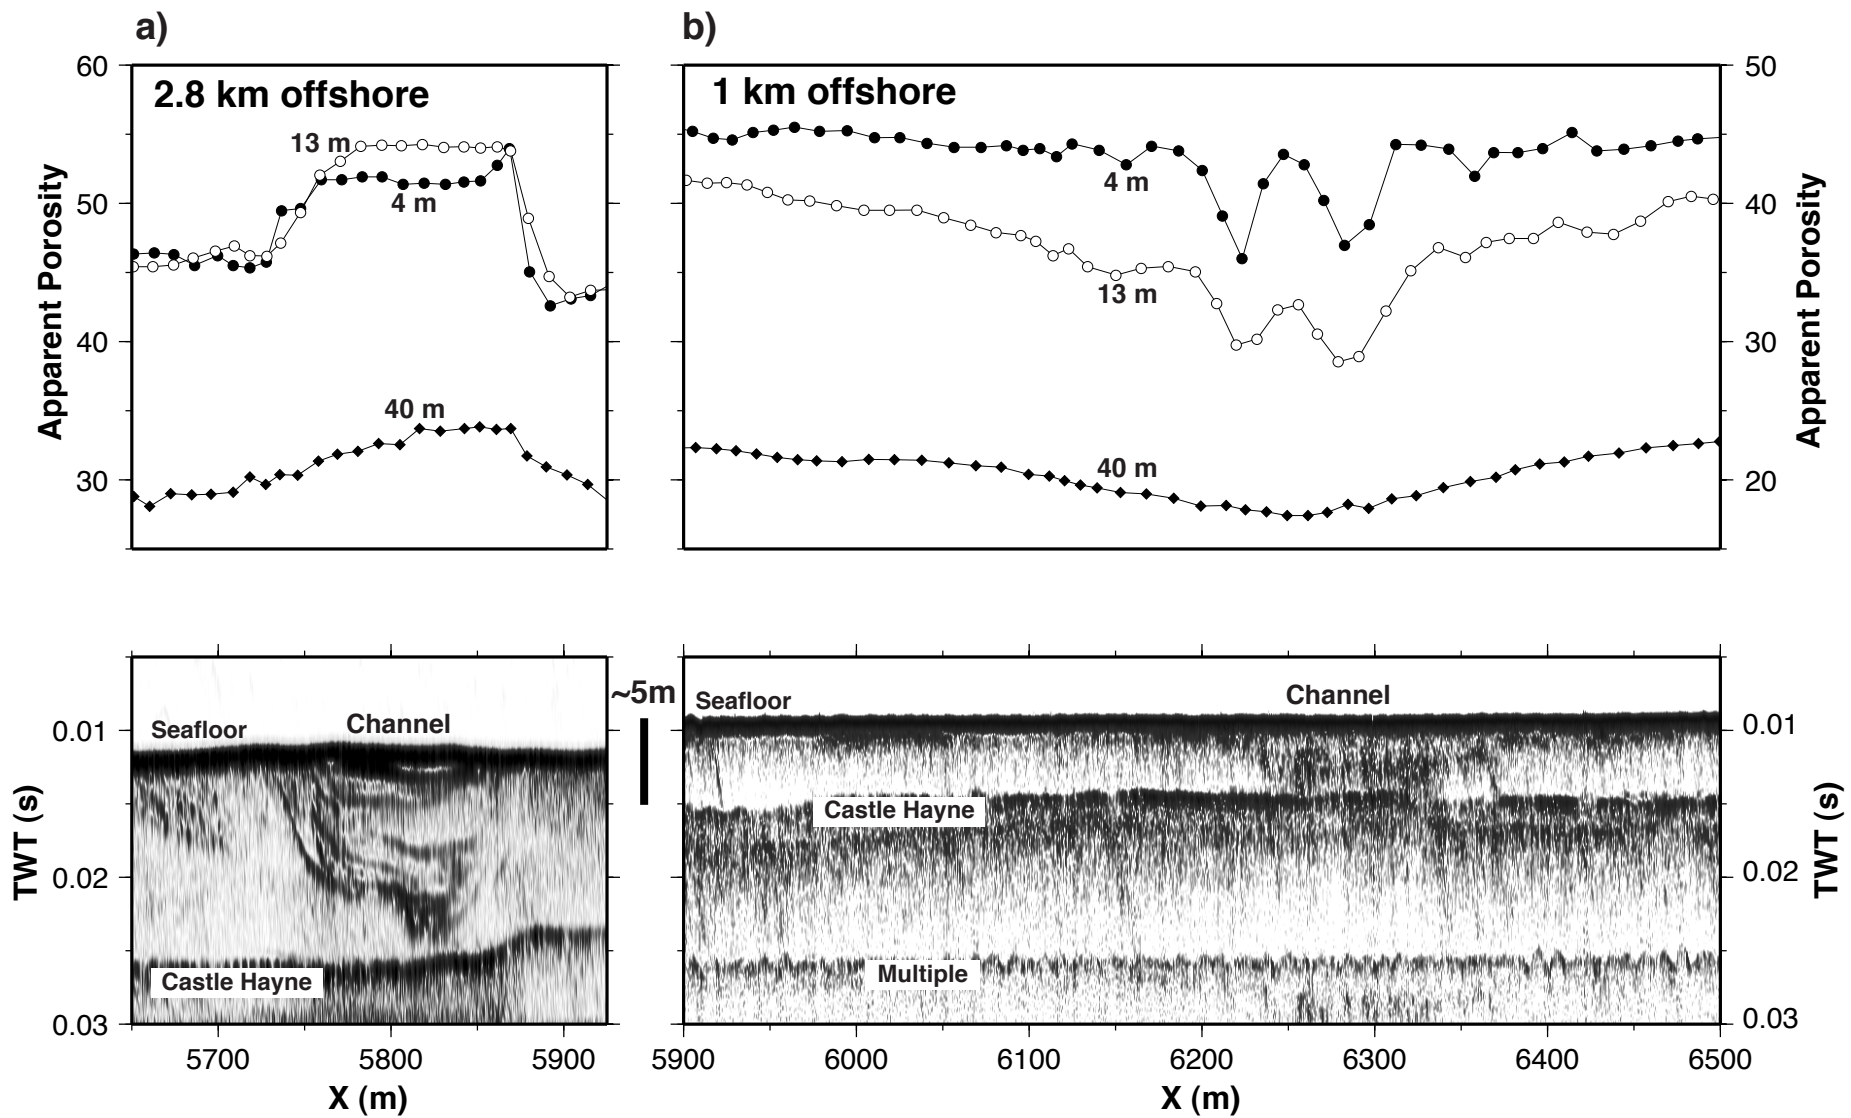 a)
b)
60
50
40
30
Apparent Porosity
2.8 km offshore
13 m
4 m
40 m
1 km offshore
4 m
13 m
40 m
50
40
30
20
Apparent Porosity
~5m
Seafloor
Channel
Castle Hayne
0.01
0.02
0.03
TWT (s)
5700
5800
5900
X (m)
Seafloor
Channel
Castle Hayne
Multiple
0.01
0.02
0.03
TWT (s)
5900
6000
6100
6200
6300
6400
6500
X (m)